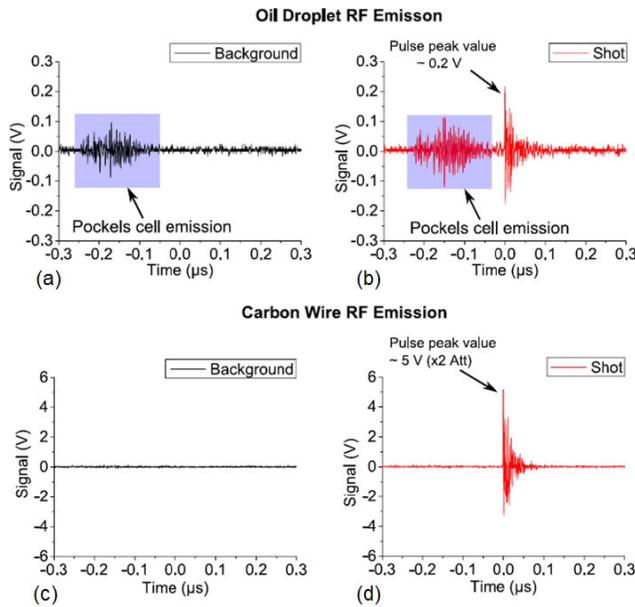 Oil Droplet RF Emisson
Background
Signal (V)
0.3
0.2
0.1
0.0
-0.1
-0.2
-0.3
Pockels cell emission
-0.3 -0.2 -0.1 0.0 0.1 0.2 0.3
Time (µs)
(a)
Pulse peak value
~ 0.2 V
Shot
Signal (V)
0.3
0.2
0.1
0.0
-0.1
-0.2
-0.3
Pockels cell emission
-0.3 -0.2 -0.1 0.0 0.1 0.2 0.3
Time (µs)
(b)
Carbon Wire RF Emission
Background
Signal (V)
6
4
2
0
-2
-4
-6
-0.3 -0.2 -0.1 0.0 0.1 0.2 0.3
Time (µs)
(c)
Pulse peak value
~ 5 V (x2 Att)
Shot
Signal (V)
6
4
2
0
-2
-4
-6
-0.3 -0.2 -0.1 0.0 0.1 0.2 0.3
Time (µs)
(d)